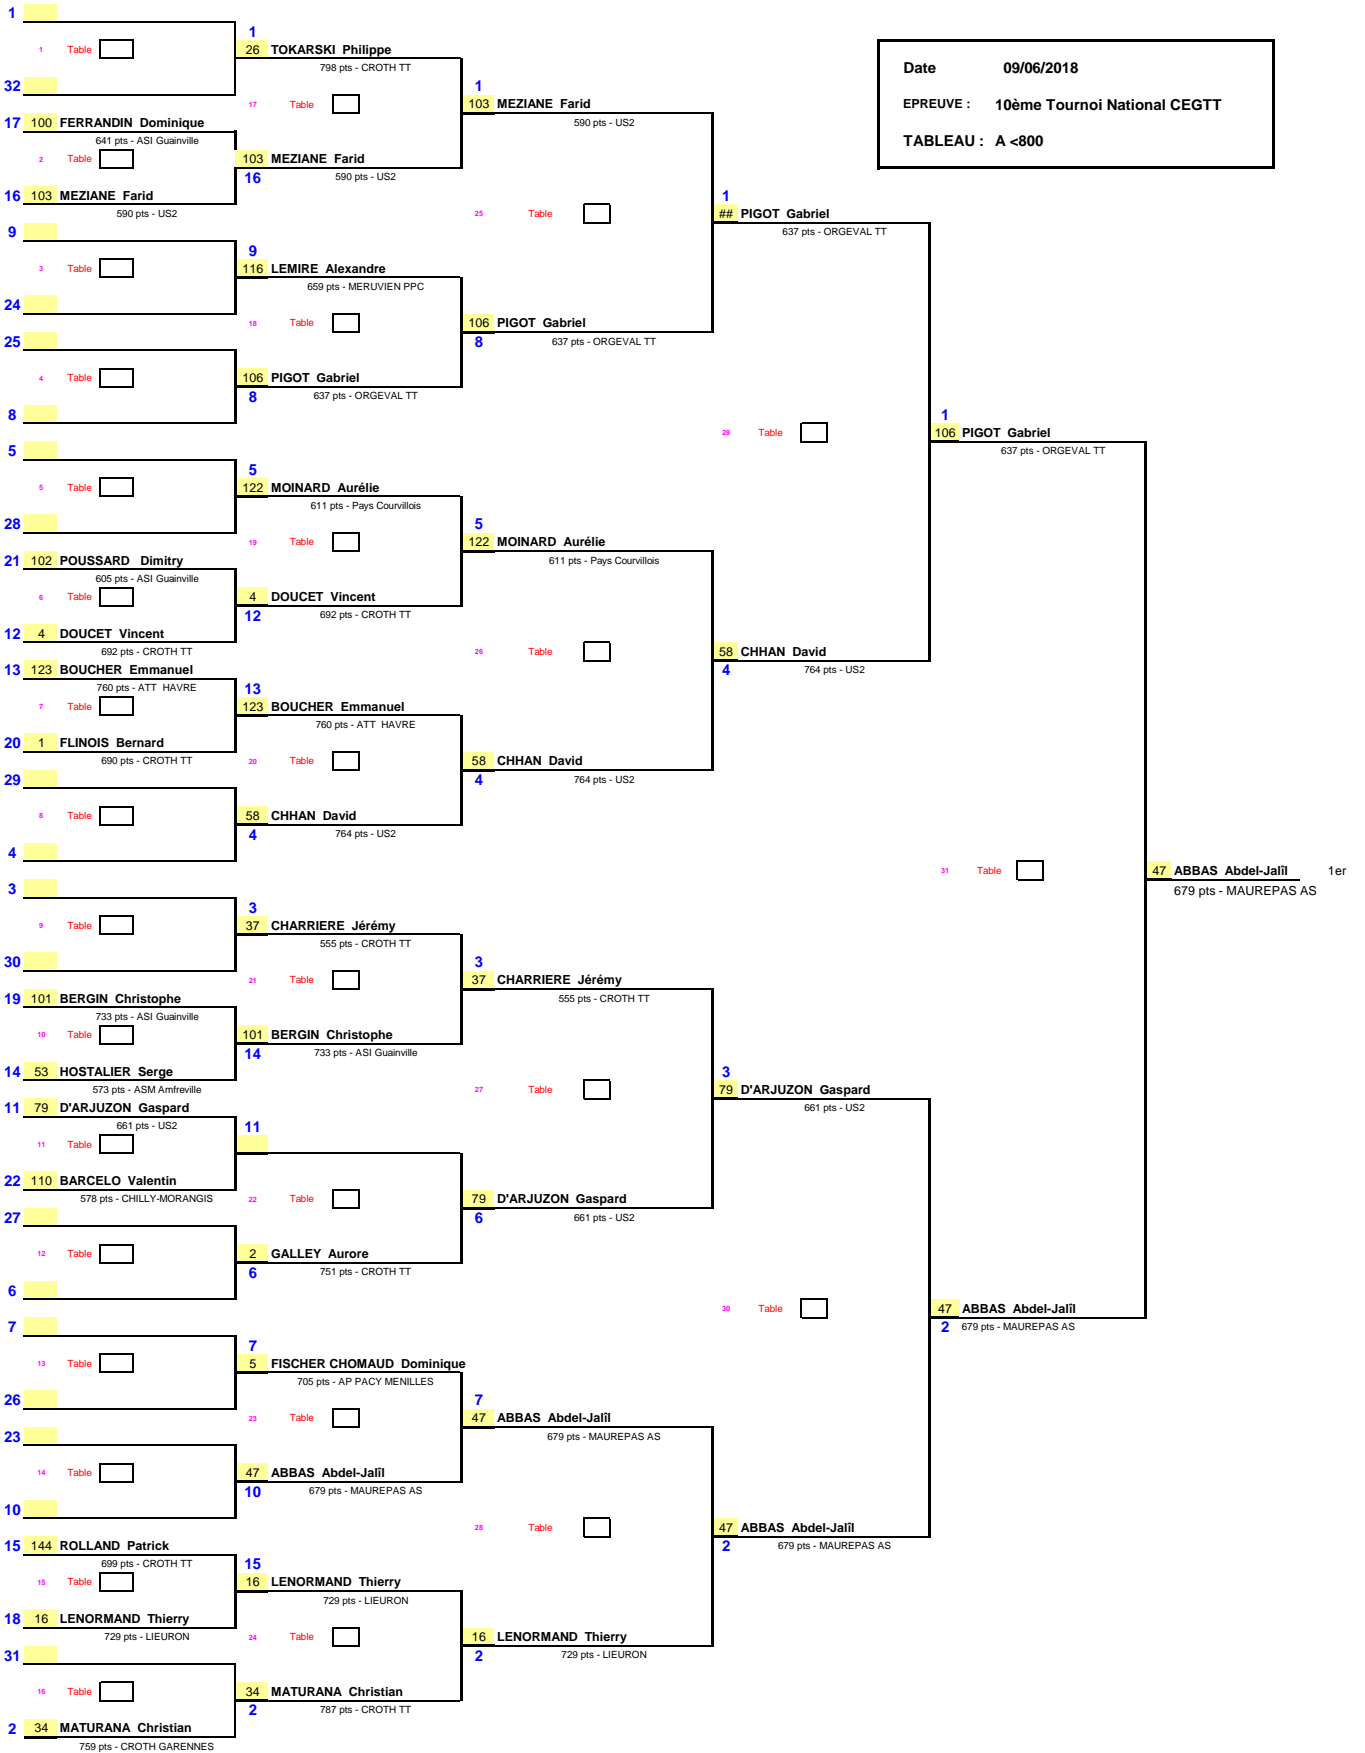 Date 09/06/2018
EPREUVE : 10ème Tournoi National CEGTT
TABLEAU : A <800
1
1 Table
32
17 100 FERRANDIN Dominique
641 pts - ASI Guainville
2 Table
16 103 MEZIANE Farid
590 pts - US2
9
3 Table
24
25
4 Table
8
5
5 Table
28
21 102 POUSSARD Dimitry
605 pts - ASI Guainville
6 Table
12 4 DOUCET Vincent
692 pts - CROTH TT
13 123 BOUCHER Emmanuel
760 pts - ATT HAVRE
7 Table
20 1 FLINOIS Bernard
690 pts - CROTH TT
29
8 Table
4
3
9 Table
30
19 101 BERGIN Christophe
733 pts - ASI Guainville
10 Table
14 53 HOSTALIER Serge
573 pts - ASM Amfreville
11 79 D'ARJUZON Gaspard
661 pts - US2
11 Table
22 110 BARCELO Valentin
578 pts - CHILLY-MORANGIS
27
12 Table
6
7
13 Table
26
23
14 Table
10
15 144 ROLLAND Patrick
699 pts - CROTH TT
15 Table
18 16 LENORMAND Thierry
729 pts - LIEURON
31
16 Table
2 34 MATURANA Christian
759 pts - CROTH GARENNES
1
26 TOKARSKI Philippe
798 pts - CROTH TT
17 Table
103 MEZIANE Farid
16 590 pts - US2
9
116 LEMIRE Alexandre
659 pts - MERUVIEN PPC
18 Table
106 PIGOT Gabriel
8 637 pts - ORGEVAL TT
5
122 MOINARD Aurélie
611 pts - Pays Courvillois
19 Table
4 DOUCET Vincent
12 692 pts - CROTH TT
13
123 BOUCHER Emmanuel
760 pts - ATT HAVRE
20 Table
58 CHHAN David
4 764 pts - US2
3
37 CHARRIERE Jérémy
555 pts - CROTH TT
21 Table
101 BERGIN Christophe
14 733 pts - ASI Guainville
11
22 Table
2 GALLEY Aurore
6 751 pts - CROTH TT
7
5 FISCHER CHOMAUD Dominique
705 pts - AP PACY MENILLES
23 Table
47 ABBAS Abdel-Jalîl
10 679 pts - MAUREPAS AS
15
16 LENORMAND Thierry
729 pts - LIEURON
24 Table
34 MATURANA Christian
2 787 pts - CROTH TT
1
103 MEZIANE Farid
590 pts - US2
25 Table
106 PIGOT Gabriel
8 637 pts - ORGEVAL TT
5
122 MOINARD Aurélie
611 pts - Pays Courvillois
26 Table
58 CHHAN David
4 764 pts - US2
3
37 CHARRIERE Jérémy
555 pts - CROTH TT
27 Table
79 D'ARJUZON Gaspard
6 661 pts - US2
7
47 ABBAS Abdel-Jalîl
679 pts - MAUREPAS AS
28 Table
16 LENORMAND Thierry
2 729 pts - LIEURON
1
## PIGOT Gabriel
637 pts - ORGEVAL TT
29 Table
58 CHHAN David
4 764 pts - US2
3
79 D'ARJUZON Gaspard
661 pts - US2
30 Table
47 ABBAS Abdel-Jalîl
2 679 pts - MAUREPAS AS
1
106 PIGOT Gabriel
637 pts - ORGEVAL TT
31 Table
47 ABBAS Abdel-Jalîl
2 679 pts - MAUREPAS AS
47 ABBAS Abdel-Jalîl 1er
679 pts - MAUREPAS AS